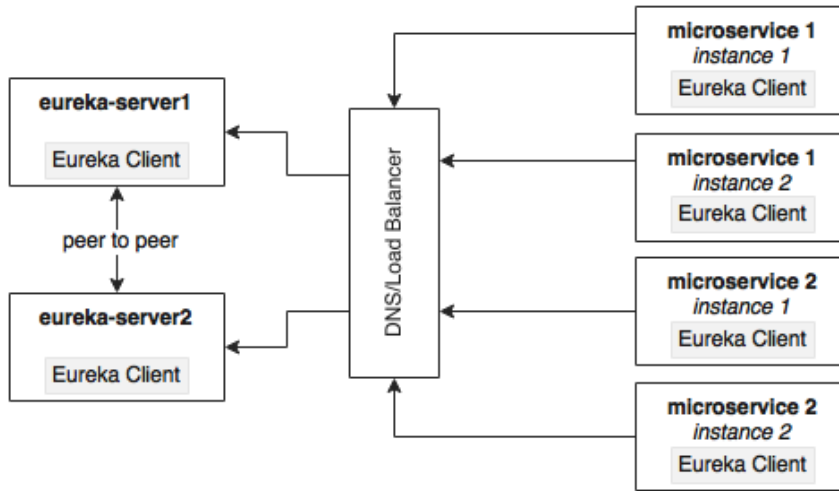 eureka-server1
Eureka Client
peer to peer
eureka-server2
Eureka Client
DNS/Load Balancer
microservice 1
instance 1
Eureka Client
microservice 1
instance 2
Eureka Client
microservice 2
instance 1
Eureka Client
microservice 2
instance 2
Eureka Client